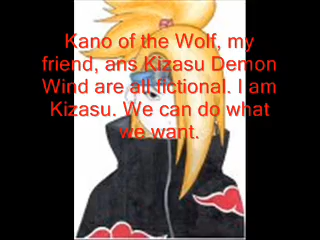 Kano of the Wolf, my
friend, ans Kizasu Demon
Wind are all fictional. I am
Kizasu. We can do what
we want.